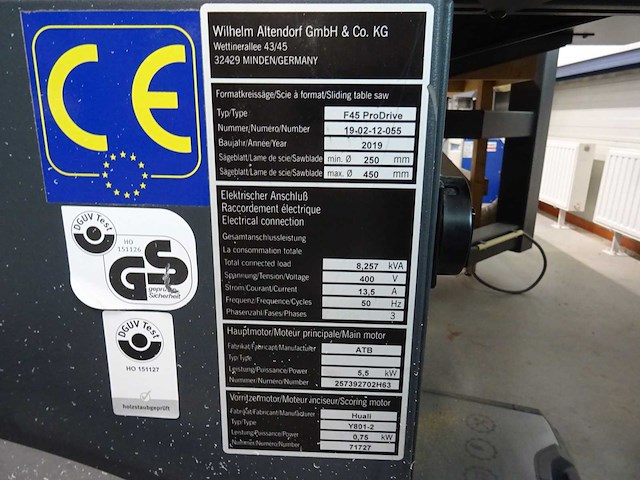 Wilhelm Altendorf GmbH & Co. KG
Wettinerallee 43/45
32429 MINDEN/GERMANY
Formatkreissäge/Scie à format/Sliding table saw
Typ/Type F45 ProDrive
Nummer/Numéro/Number 19-02-12-055
Baujahr/Année/Year 2019
Sägeblatt/Lame de scie/Sawblade min. Ø 250 mm
Sägeblatt/Lame de scie/Sawblade max. Ø 450 mm
Elektrischer Anschluß
Raccordement électrique
Electrical connection
Gesamtanschlussleistung
La consommation totale
Total connected load 8,257 kVA
Spannung/Tension/Voltage 400 V
Strom/Courant/Current 13,5 A
Frequenz/Fréquence/Cycles 50 Hz
Phasenzahl/Fases/Phases 3
Hauptmotor/Moteur principale/Main motor
Fabrikat/Fabricant/Manufacturer ATB
Typ/Type
Leistung/Puissance/Power 5,5 kW
Nummer/Numéro/Number 257392702H63
Vorritzermotor/Moteur inciseur/Scoring motor
Fabrikat/Fabricant/Manufacturer Huali
Typ/Type Y801-2
Leistung/Puissance/Power 0,75 kW
Nummer/Numéro/Number 71727
CE
DGUV Test
HO
151126
GS
geprüfte
Sicherheit
DGUV Test
HO 151127
holzstaubgeprüft